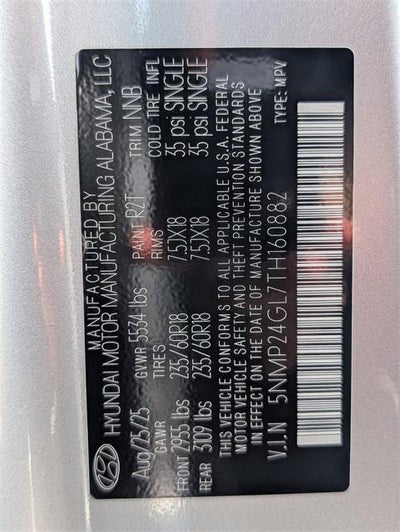 MANUFACTURED BY
HYUNDAI MOTOR MANUFACTURING ALABAMA, LLC
Aug/25/25 GVWR 5534 lbs PAINT R2T TRIM NNB
GAWR TIRES RIMS COLD TIRE INFL
FRONT 2955 lbs 235/60R18 7.5JX18 35 psi SINGLE
REAR 3109 lbs 235/60R18 7.5JX18 35 psi SINGLE
THIS VEHICLE CONFORMS TO ALL APPLICABLE U.S.A. FEDERAL
MOTOR VEHICLE SAFETY AND THEFT PREVENTION STANDARDS
IN EFFECT ON THE DATE OF MANUFACTURE SHOWN ABOVE
V.I.N 5NMP24GL7TH160882 TYPE: MPV